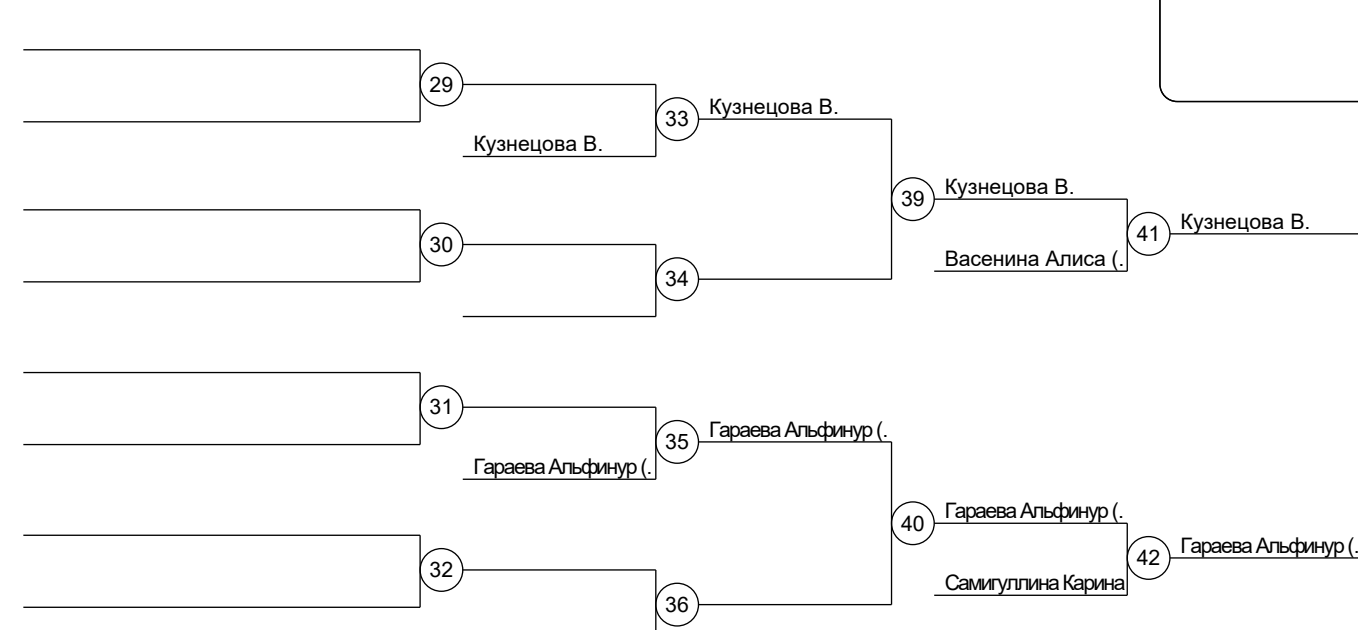 29
33 Кузнецова В.
Кузнецова В.
39 Кузнецова В.
41 Кузнецова В.
30
Васенина Алиса (.
34
31
35 Гараева Альфинур (.
Гараева Альфинур (.
40 Гараева Альфинур (.
42 Гараева Альфинур (.
32
Самигуллина Карина
36